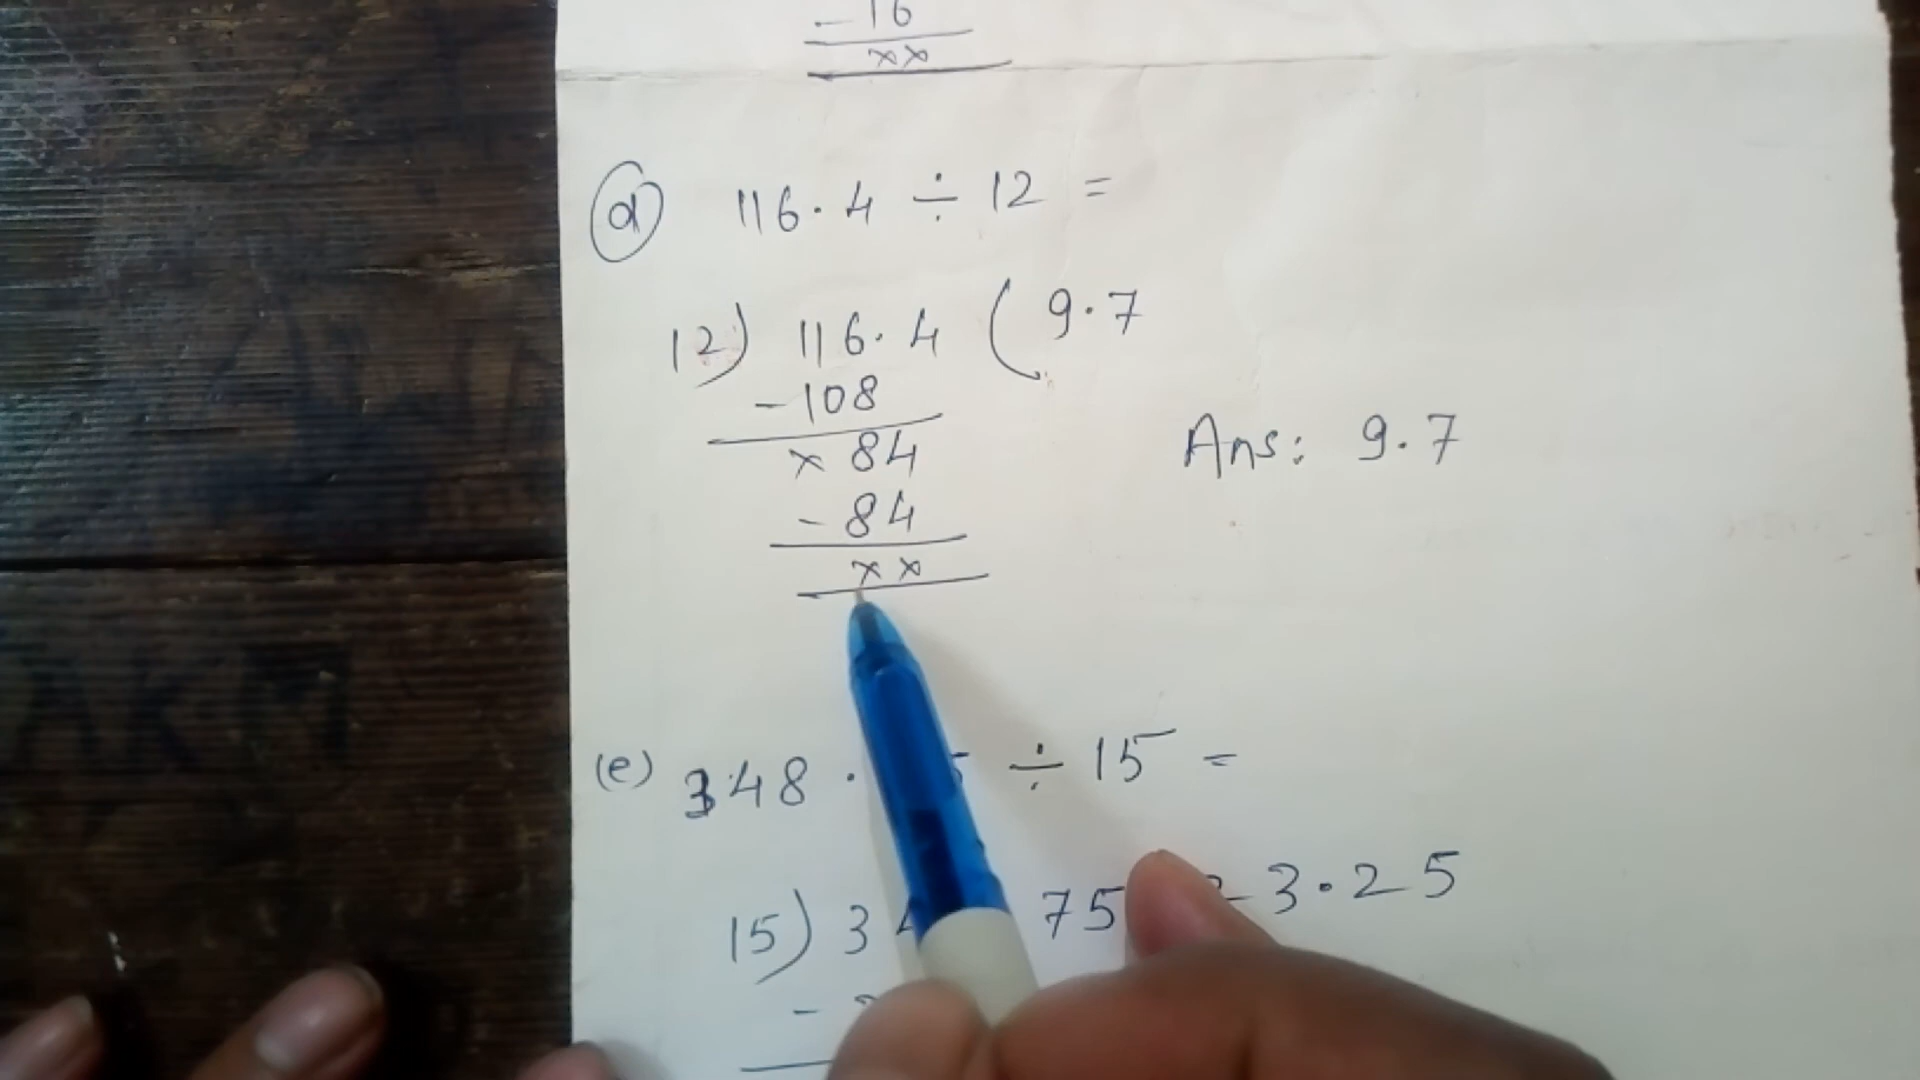 - 16
xx
(d) 116.4 ÷ 12 =
12) 116.4 (9.7
- 108
x 84
- 84
xx
Ans: 9.7
(e) 348. ÷ 15 =
15) 3 75 3.25
-